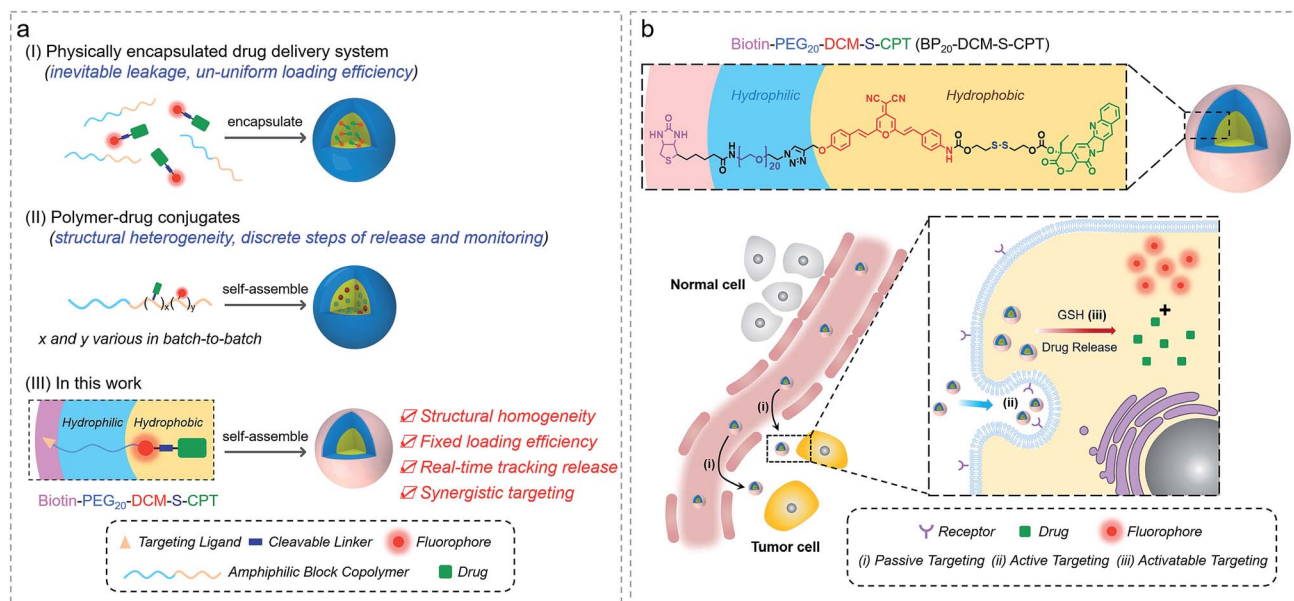 a
(I) Physically encapsulated drug delivery system
(inevitable leakage, un-uniform loading efficiency)
encapsulate
(II) Polymer-drug conjugates
(structural heterogeneity, discrete steps of release and monitoring)
self-assemble
( )x( )y
x and y various in batch-to-batch
(III) In this work
Hydrophilic Hydrophobic
self-assemble
Structural homogeneity
Fixed loading efficiency
Real-time tracking release
Synergistic targeting
Biotin-PEG20-DCM-S-CPT
Targeting Ligand Cleavable Linker Fluorophore
Amphiphilic Block Copolymer Drug
b
Biotin-PEG20-DCM-S-CPT (BP20-DCM-S-CPT)
Hydrophilic Hydrophobic
NC CN
O
HN NH
S
O
H
N
O
20
N
N=N
O
O
N
H
O
O
S-S
O
O
O
O
O
N
N
O
Normal cell
(i)
(i)
Tumor cell
GSH (iii)
Drug Release
+
(ii)
Receptor Drug Fluorophore
(i) Passive Targeting (ii) Active Targeting (iii) Activatable Targeting